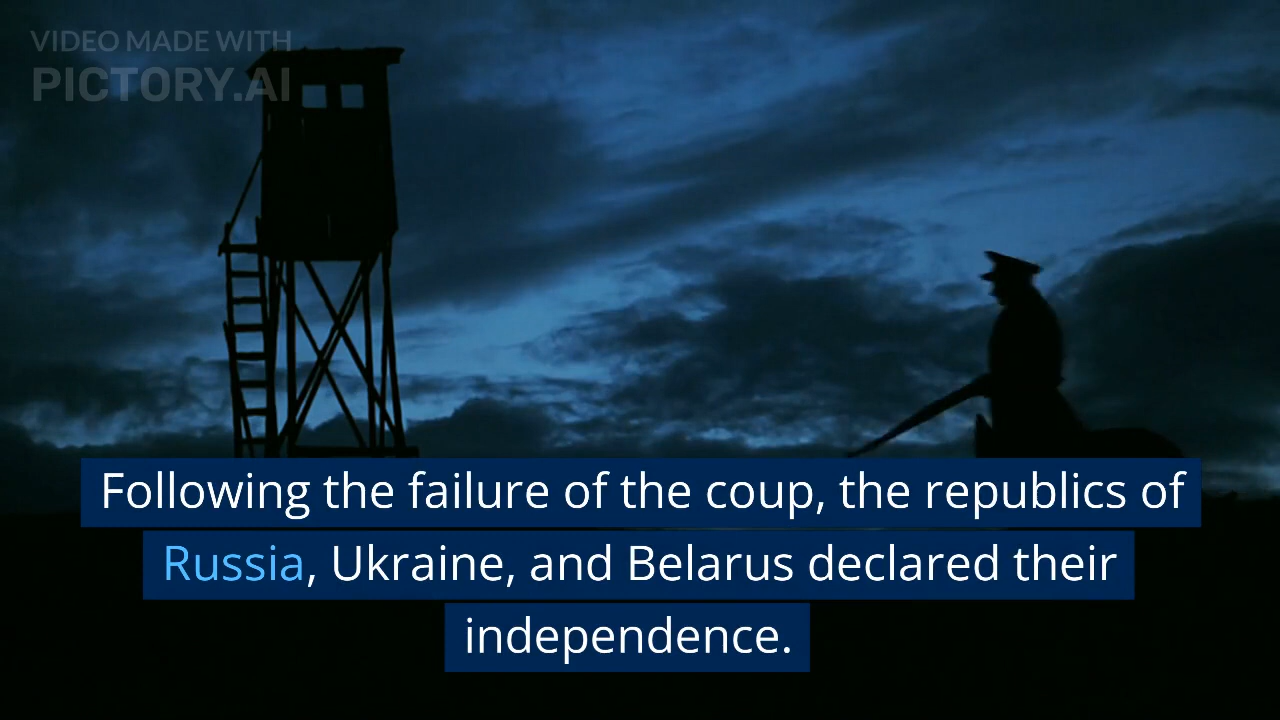 VIDEO MADE WITH
PICTORY.AI
Following the failure of the coup, the republics of
Russia, Ukraine, and Belarus declared their
independence.